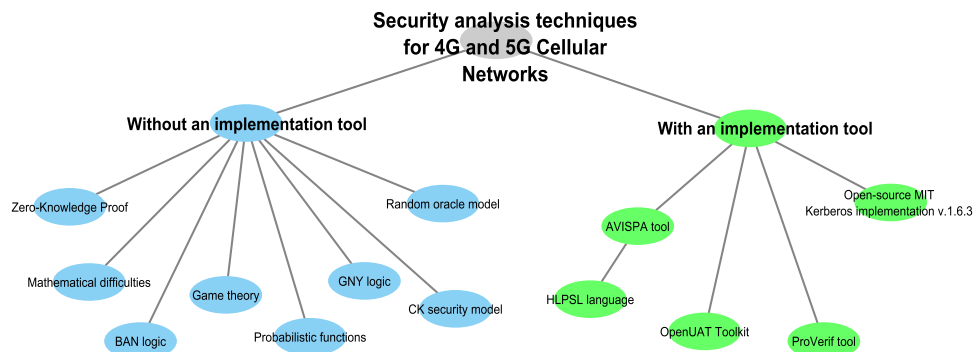 Security analysis techniques
for 4G and 5G Cellular
Networks
Without an implementation tool
With an implementation tool
Zero-Knowledge Proof
Random oracle model
Open-source MIT
Kerberos implementation v.1.6.3
AVISPA tool
Mathematical difficulties
Game theory
GNY logic
CK security model
HLPSL language
BAN logic
Probabilistic functions
OpenUAT Toolkit
ProVerif tool